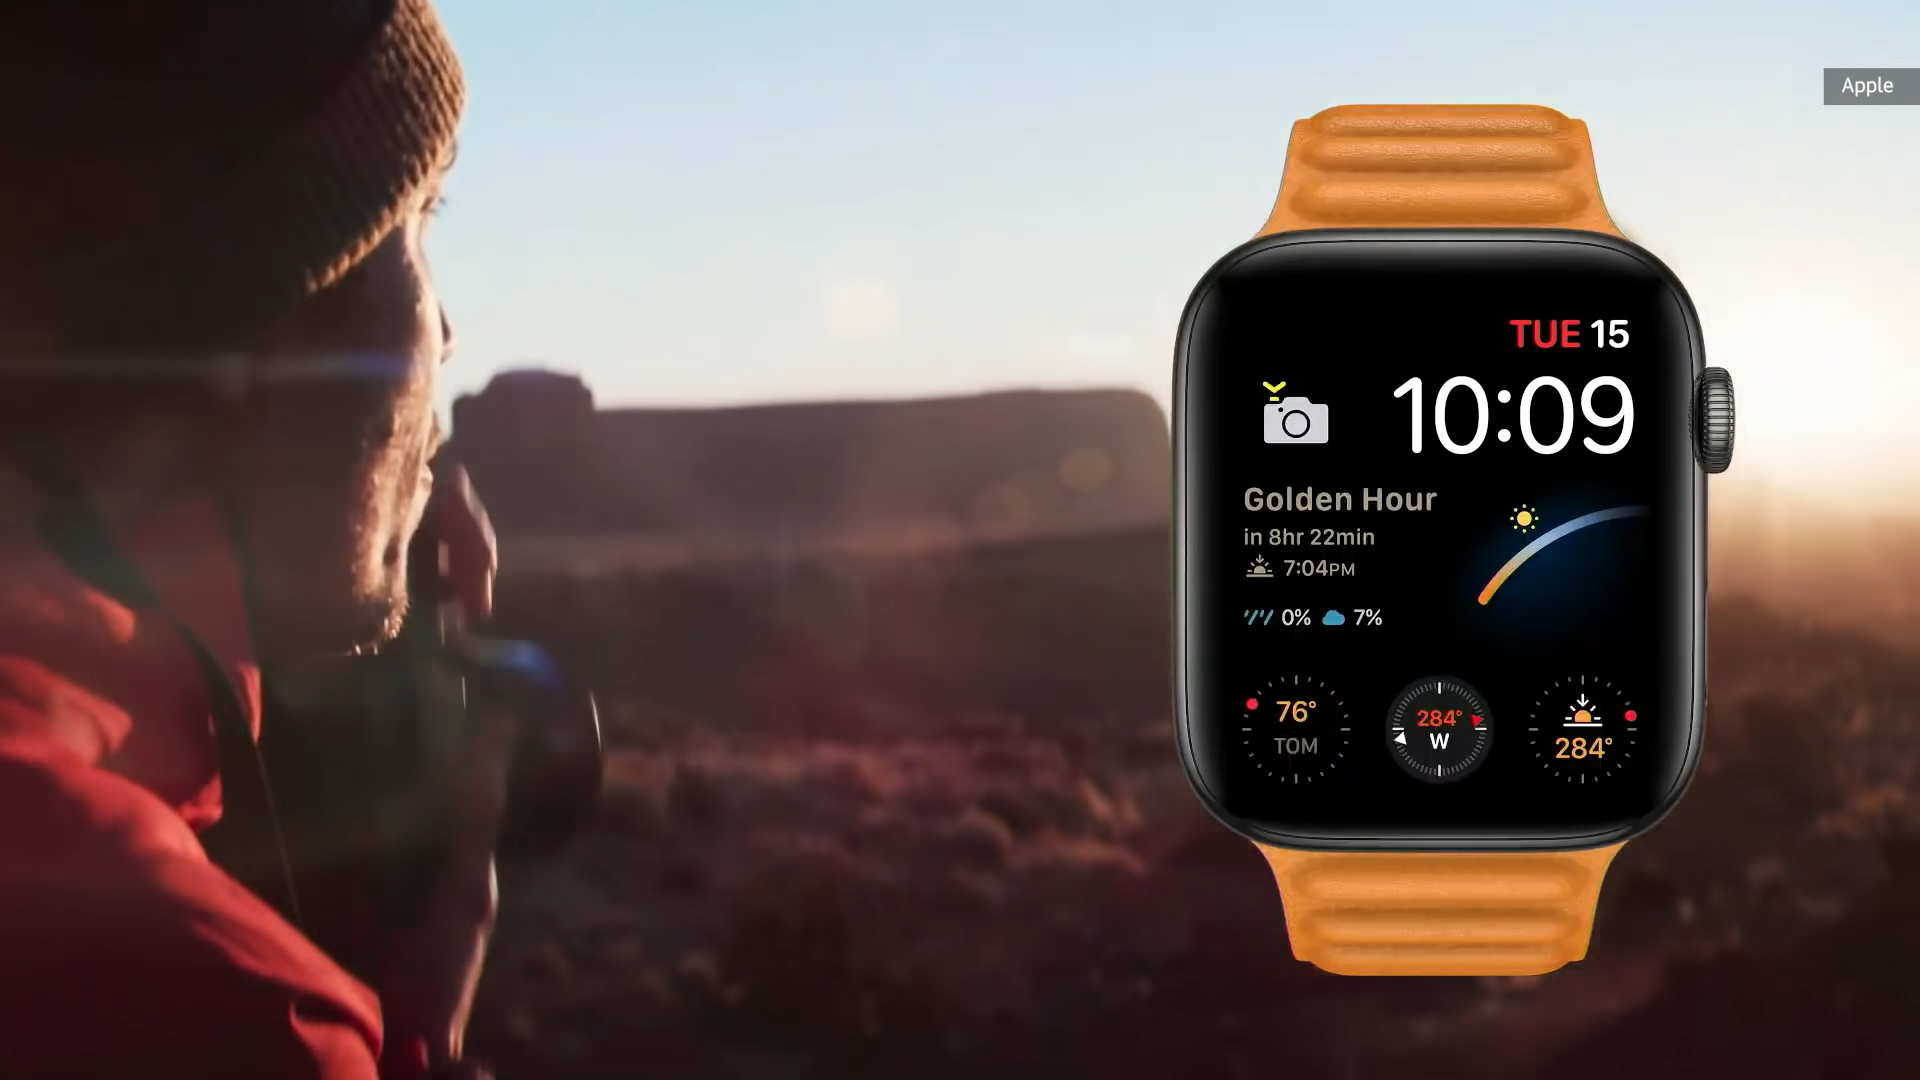 Apple
TUE 15
10:09
Golden Hour
in 8hr 22min
7:04PM
0% 7%
76°
TOM
284°
W
284°